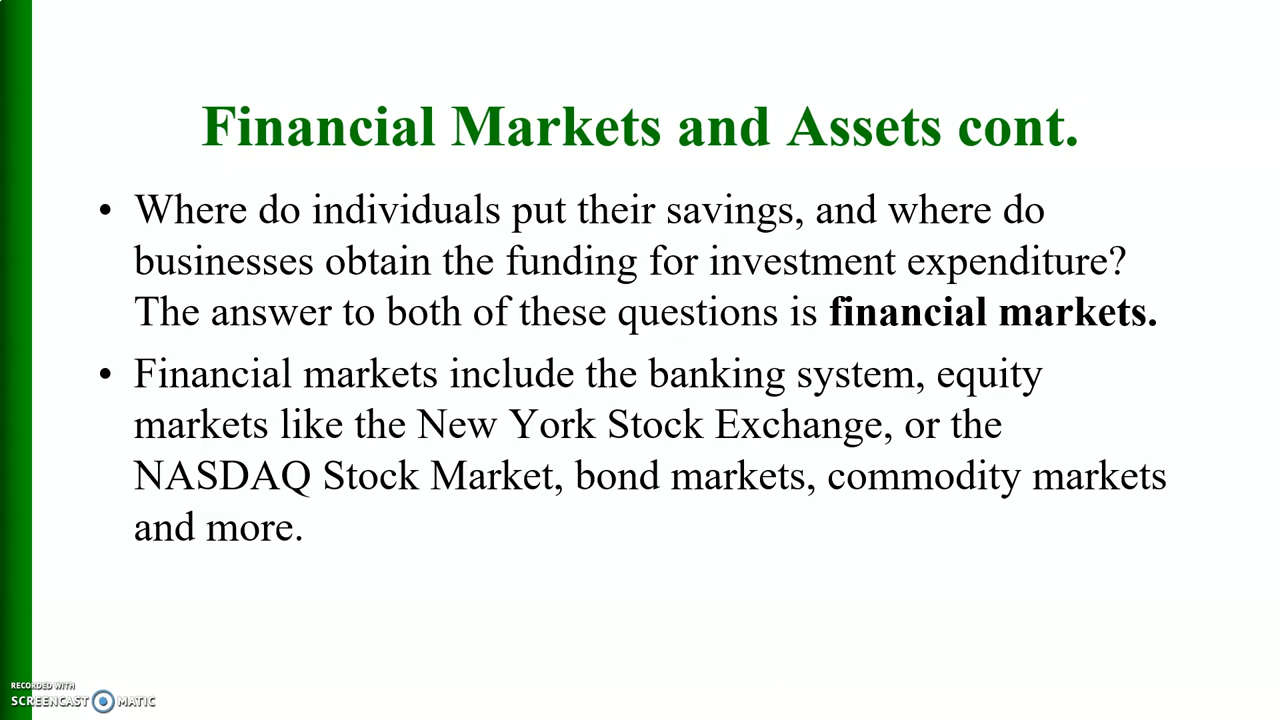 Financial Markets and Assets cont.
• Where do individuals put their savings, and where do
businesses obtain the funding for investment expenditure?
The answer to both of these questions is financial markets.
• Financial markets include the banking system, equity
markets like the New York Stock Exchange, or the
NASDAQ Stock Market, bond markets, commodity markets
and more.
RECORDED WITH
SCREENCAST MATIC